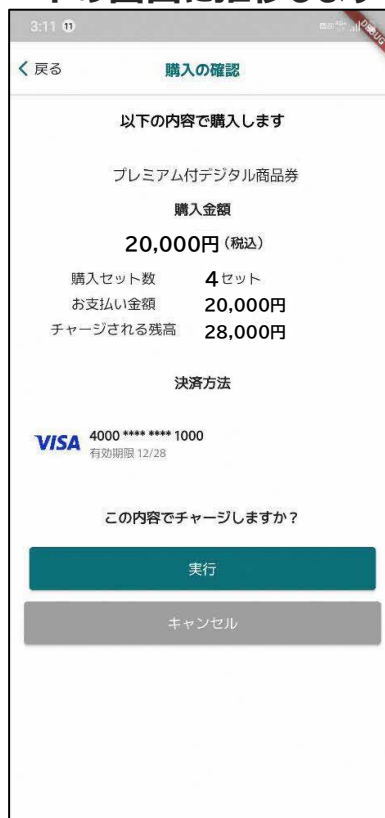 3:11 ⑪
DEBUG
戻る
購入の確認
以下の内容で購入します
プレミアム付デジタル商品券
購入金額
20,000円（税込）
購入セット数 4セット
お支払い金額 20,000円
チャージされる残高 28,000円
決済方法
VISA 4000 **** **** 1000
有効期限 12/28
この内容でチャージしますか？
実行
キャンセル